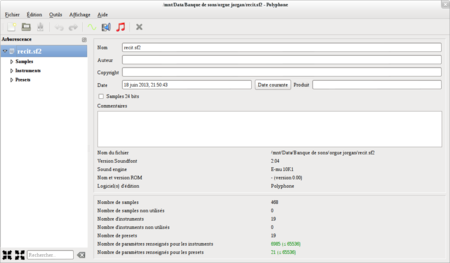 \mnt\Data\Banque de sons\orgue jorgan\recit.sf2 - Polyphone
Fichier Édition Outils Affichage Aide
Arborescence
recit.sf2
Samples
Instruments
Presets
Rechercher...
Nom recit.sf2
Auteur
Copyright
Date 18 juin 2013, 21:50:43 Date courante Produit
Samples 24 bits
Commentaires
Nom du fichier \mnt\Data\Banque de sons\orgue jorgan\recit.sf2
Version Soundfont 2.04
Sound engine E-mu 10K1
Nom et version ROM - (version 0.00)
Logiciel(s) d'édition Polyphone
Nombre de samples 468
Nombre de samples non utilisés 0
Nombre d'instruments 19
Nombre d'instruments non utilisés 0
Nombre de presets 19
Nombre de paramètres renseignés pour les instruments 6965 (≤ 65536)
Nombre de paramètres renseignés pour les presets 21 (≤ 65536)